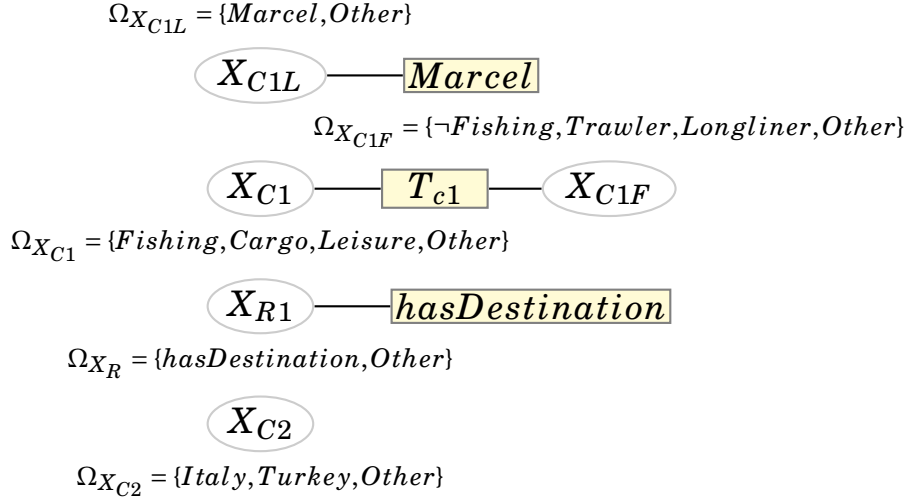 Ω_{X_{C1L}} = {Marcel,Other}
X_{C1L} Marcel
Ω_{X_{C1F}} = {¬Fishing,Trawler,Longliner,Other}
X_{C1} T_{c1} X_{C1F}
Ω_{X_{C1}} = {Fishing,Cargo,Leisure,Other}
X_{R1} hasDestination
Ω_{X_R} = {hasDestination,Other}
X_{C2}
Ω_{X_{C2}} = {Italy,Turkey,Other}